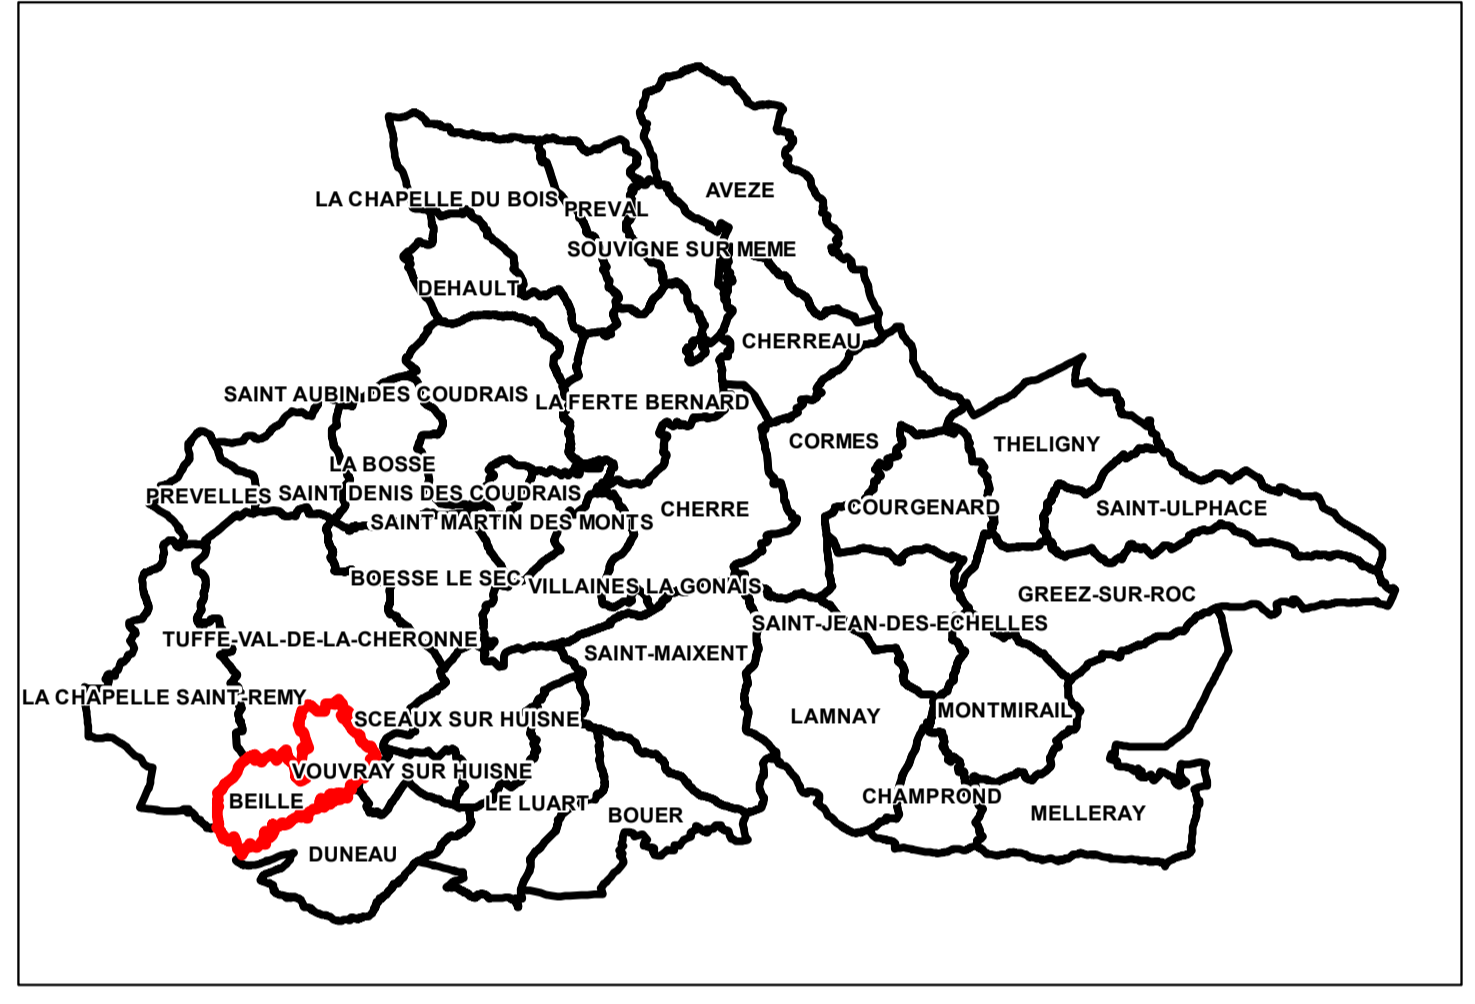 AVEZE
LA CHAPELLE DU BOIS
PREVAL
SOUVIGNE SUR MEME
DEHAULT
CHERREAU
SAINT AUBIN DES COUDRAIS
LA FERTE BERNARD
CORMES
THELIGNY
LA BOSSE
PREVELLES
SAINT DENIS DES COUDRAIS
CHERRE
COURGENARD
SAINT-ULPHACE
SAINT MARTIN DES MONTS
BOESSE LE SEC
VILLAINES LA GONAIS
GREEZ-SUR-ROC
SAINT-JEAN-DES-ECHELLES
TUFFE-VAL-DE-LA-CHERONNE
SAINT-MAIXENT
LA CHAPELLE SAINT-REMY
SCEAUX SUR HUISNE
LAMNAY
MONTMIRAIL
VOUVRAY SUR HUISNE
BEILLE
LE LUART
BOUER
CHAMPROND
MELLERAY
DUNEAU